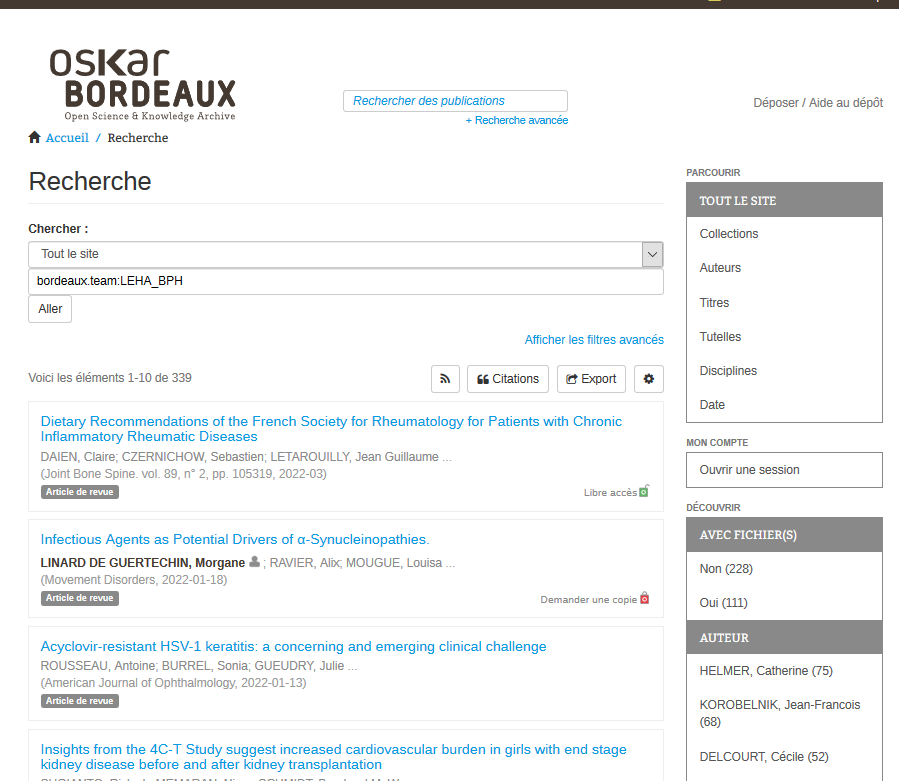 oskar
BORDEAUX
Open Science & Knowledge Archive
Rechercher des publications
+ Recherche avancée
Déposer / Aide au dépôt
Accueil / Recherche
Recherche
Chercher :
Tout le site
bordeaux.team:LEHA_BPH
Aller
Afficher les filtres avancés
Voici les éléments 1-10 de 339
Citations
Export
Dietary Recommendations of the French Society for Rheumatology for Patients with Chronic
Inflammatory Rheumatic Diseases
DAIEN, Claire; CZERNICHOW, Sebastien; LETAROUILLY, Jean Guillaume ...
(Joint Bone Spine. vol. 89, n° 2, pp. 105319, 2022-03)
Article de revue
Libre accès
Infectious Agents as Potential Drivers of α-Synucleinopathies.
LINARD DE GUERTECHIN, Morgane ; RAVIER, Alix; MOUGUE, Louisa ...
(Movement Disorders, 2022-01-18)
Article de revue
Demander une copie
Acyclovir-resistant HSV-1 keratitis: a concerning and emerging clinical challenge
ROUSSEAU, Antoine; BURREL, Sonia; GUEUDRY, Julie ...
(American Journal of Ophthalmology, 2022-01-13)
Article de revue
Insights from the 4C-T Study suggest increased cardiovascular burden in girls with end stage
kidney disease before and after kidney transplantation
PARCOURIR
TOUT LE SITE
Collections
Auteurs
Titres
Tutelles
Disciplines
Date
MON COMPTE
Ouvrir une session
DÉCOUVRIR
AVEC FICHIER(S)
Non (228)
Oui (111)
AUTEUR
HELMER, Catherine (75)
KOROBELNIK, Jean-Francois
(68)
DELCOURT, Cécile (52)